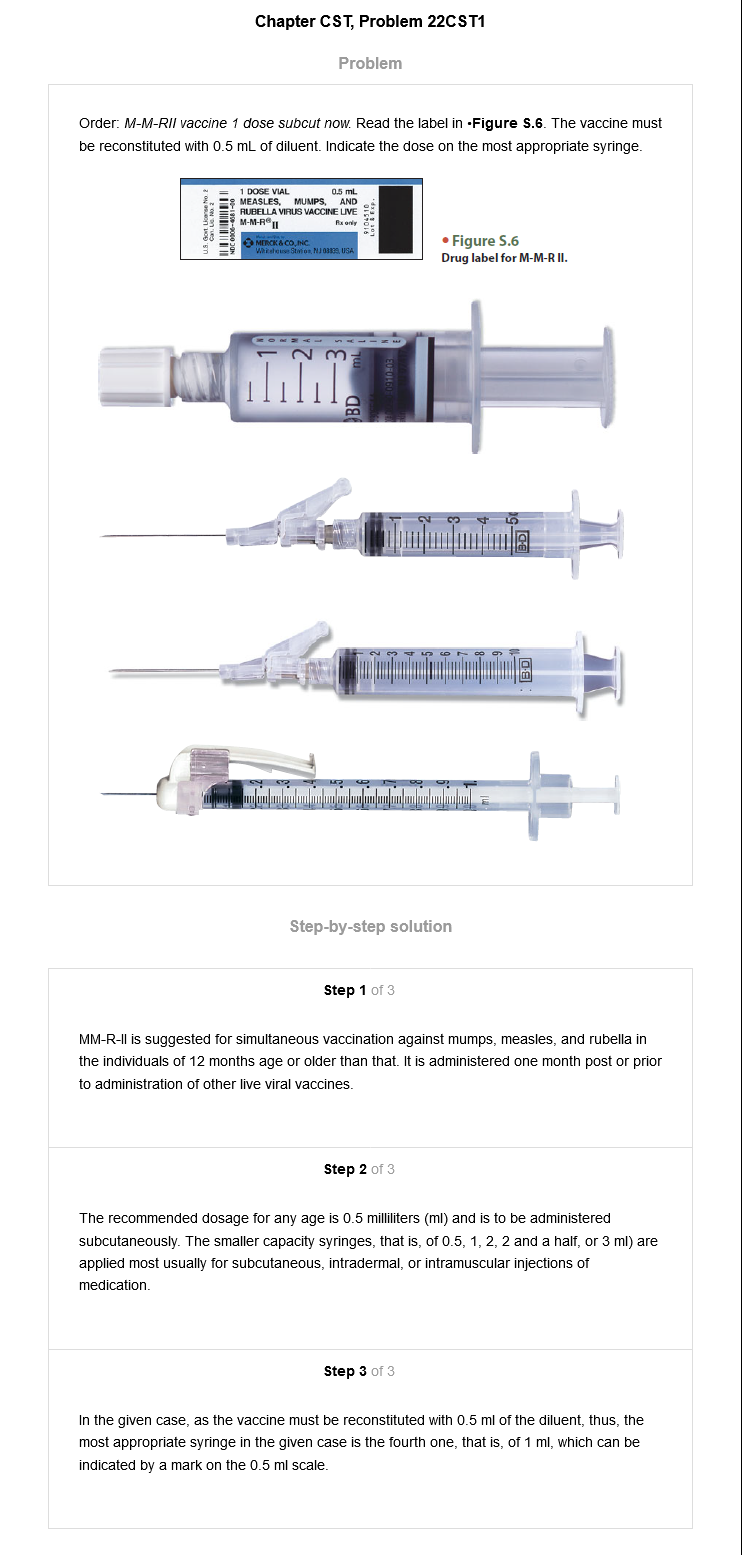 Chapter CST, Problem 22CST1
Problem
Order: M-M-RII vaccine 1 dose subcut now. Read the label in •Figure S.6. The vaccine must
be reconstituted with 0.5 mL of diluent. Indicate the dose on the most appropriate syringe.
U.S. Govt. License No. 2
Can. Lic. No. 2
NDC 0006-4681-00
1 DOSE VIAL 0.5 mL
MEASLES, MUMPS, AND
RUBELLA VIRUS VACCINE LIVE
M-M-R® II Rx only
MERCK & CO., INC.
Whitehouse Station, NJ 08889, USA
9104510
Lot & Exp.
• Figure S.6
Drug label for M-M-R II.
NORMAL SALINE
1 2 3 mL
BD
1 2 3 4 5c
B-D
1 2 3 4 5 6 7 8 9 10
B-D
.2 .3 .4 .5 .6 .7 .8 .9 1. ml
Step-by-step solution
Step 1 of 3
MM-R-II is suggested for simultaneous vaccination against mumps, measles, and rubella in
the individuals of 12 months age or older than that. It is administered one month post or prior
to administration of other live viral vaccines.
Step 2 of 3
The recommended dosage for any age is 0.5 milliliters (ml) and is to be administered
subcutaneously. The smaller capacity syringes, that is, of 0.5, 1, 2, 2 and a half, or 3 ml) are
applied most usually for subcutaneous, intradermal, or intramuscular injections of
medication.
Step 3 of 3
In the given case, as the vaccine must be reconstituted with 0.5 ml of the diluent, thus, the
most appropriate syringe in the given case is the fourth one, that is, of 1 ml, which can be
indicated by a mark on the 0.5 ml scale.